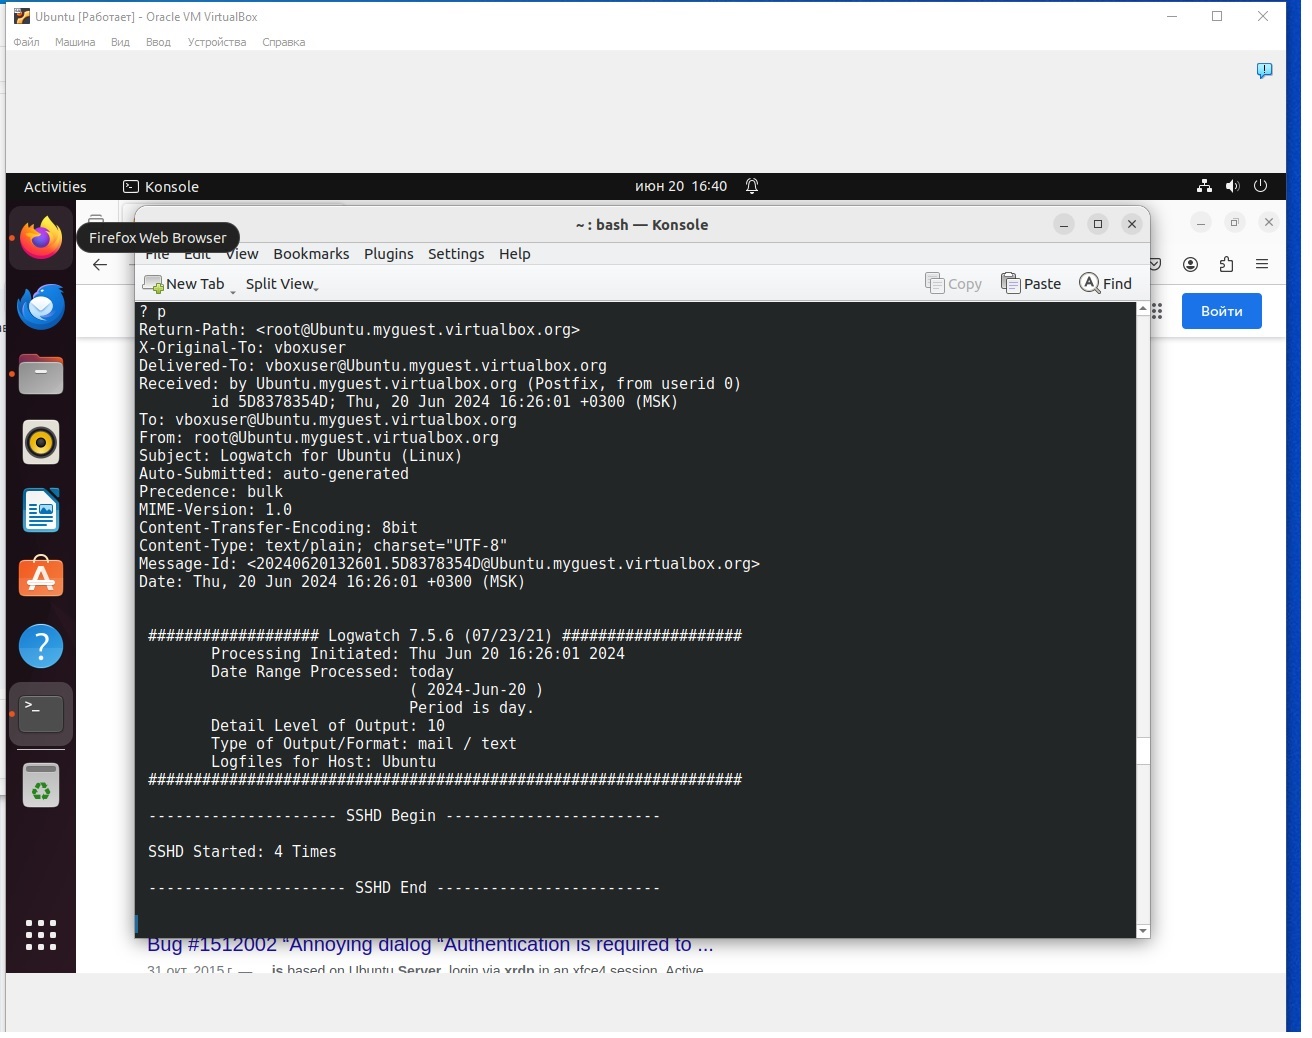 Ubuntu [Работает] - Oracle VM VirtualBox
Файл Машина Вид Ввод Устройства Справка
Activities Konsole июн 20 16:40
~ : bash — Konsole
Firefox Web Browser
File Edit View Bookmarks Plugins Settings Help
New Tab Split View Copy Paste Find
Войти
? p
Return-Path: <root@Ubuntu.myguest.virtualbox.org>
X-Original-To: vboxuser
Delivered-To: vboxuser@Ubuntu.myguest.virtualbox.org
Received: by Ubuntu.myguest.virtualbox.org (Postfix, from userid 0)
id 5D8378354D; Thu, 20 Jun 2024 16:26:01 +0300 (MSK)
To: vboxuser@Ubuntu.myguest.virtualbox.org
From: root@Ubuntu.myguest.virtualbox.org
Subject: Logwatch for Ubuntu (Linux)
Auto-Submitted: auto-generated
Precedence: bulk
MIME-Version: 1.0
Content-Transfer-Encoding: 8bit
Content-Type: text/plain; charset="UTF-8"
Message-Id: <20240620132601.5D8378354D@Ubuntu.myguest.virtualbox.org>
Date: Thu, 20 Jun 2024 16:26:01 +0300 (MSK)
################### Logwatch 7.5.6 (07/23/21) ####################
Processing Initiated: Thu Jun 20 16:26:01 2024
Date Range Processed: today
( 2024-Jun-20 )
Period is day.
Detail Level of Output: 10
Type of Output/Format: mail / text
Logfiles for Host: Ubuntu
##################################################################
--------------------- SSHD Begin ------------------------
SSHD Started: 4 Times
---------------------- SSHD End -------------------------
Bug #1512002 “Annoying dialog “Authentication is required to ...
31 окт. 2015 г. — ... is based on Ubuntu Server, login via xrdp in an xfce4 session. Active